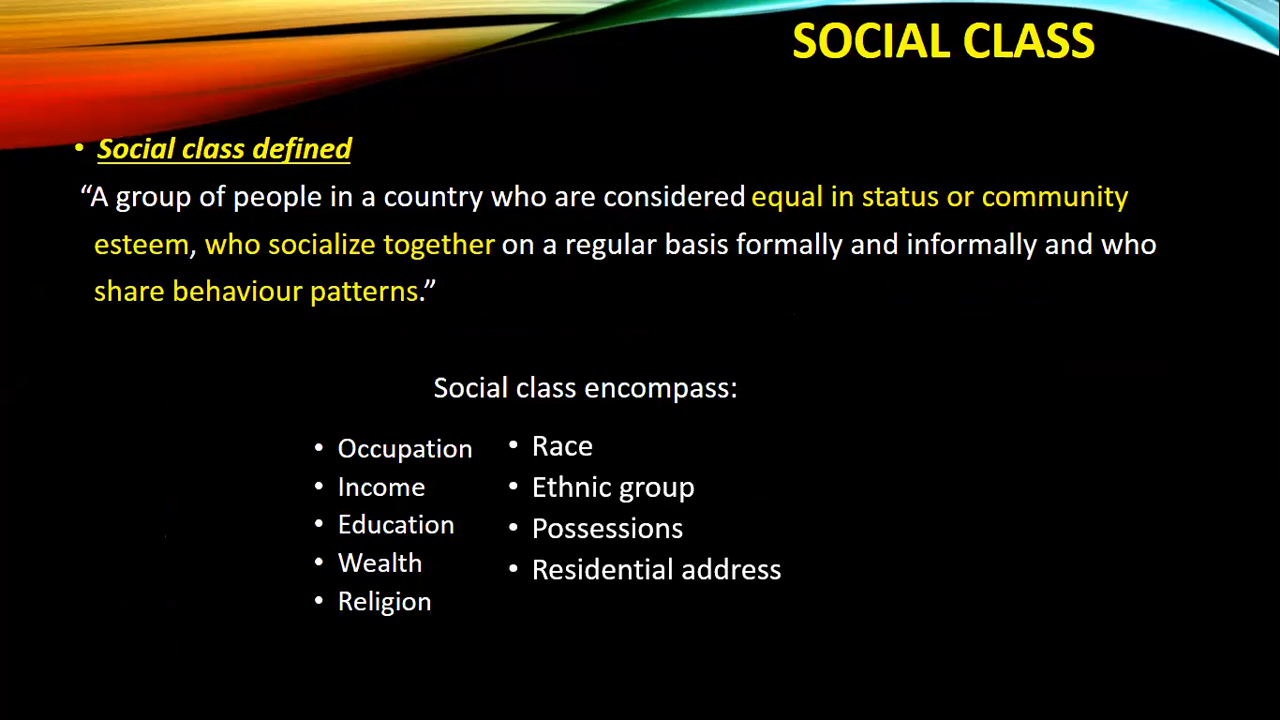 SOCIAL CLASS
• Social class defined
“A group of people in a country who are considered equal in status or community
esteem, who socialize together on a regular basis formally and informally and who
share behaviour patterns.”
Social class encompass:
• Occupation
• Income
• Education
• Wealth
• Religion
• Race
• Ethnic group
• Possessions
• Residential address